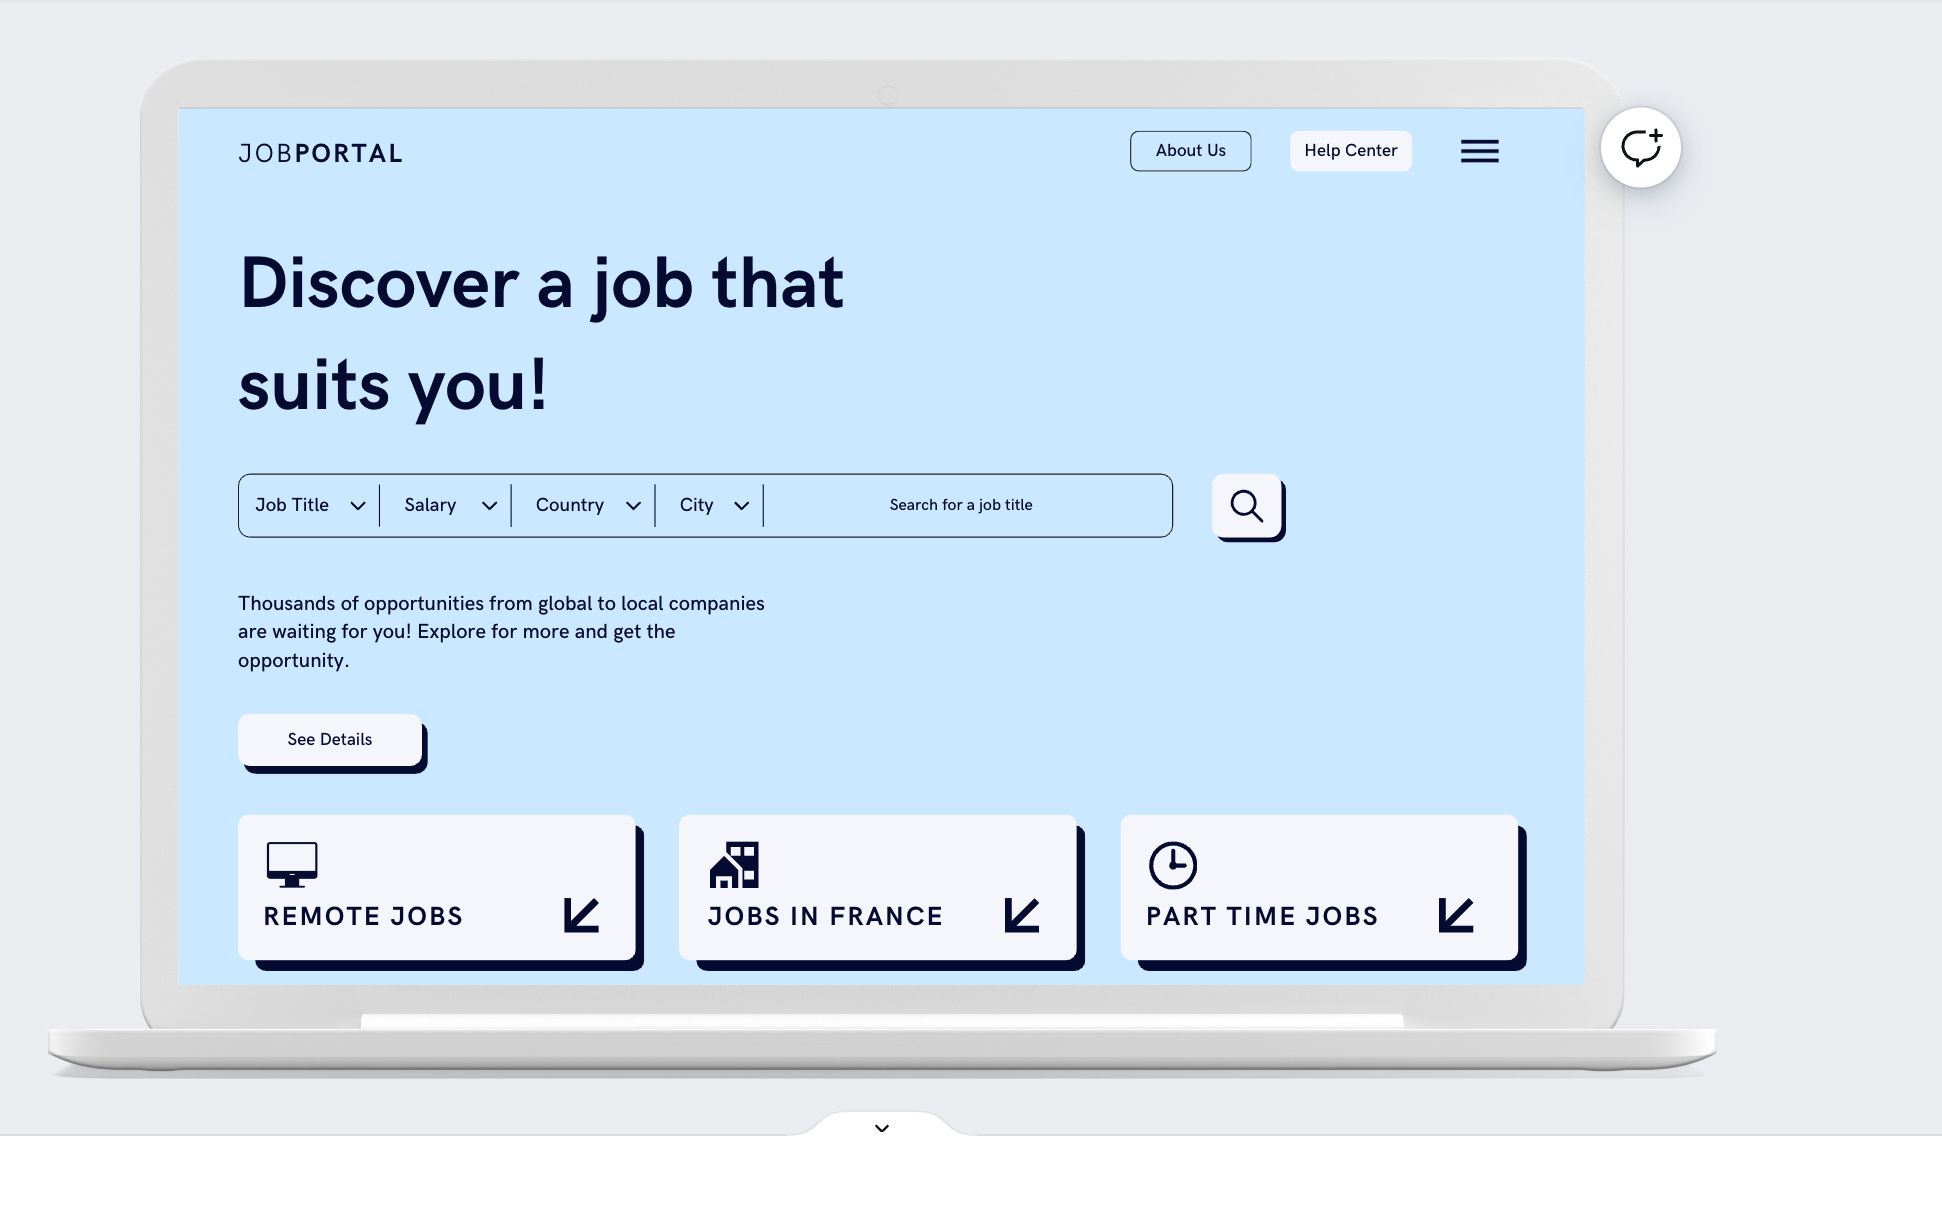 JOBPORTAL
About Us
Help Center
Discover a job that
suits you!
Job Title
Salary
Country
City
Search for a job title
Thousands of opportunities from global to local companies
are waiting for you! Explore for more and get the
opportunity.
See Details
REMOTE JOBS
JOBS IN FRANCE
PART TIME JOBS